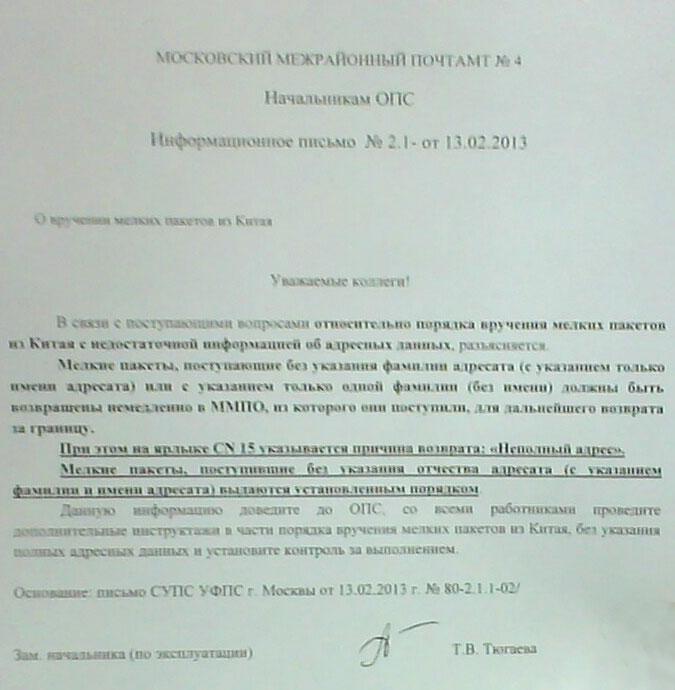 МОСКОВСКИЙ МЕЖРАЙОННЫЙ ПОЧТАМТ № 4
Начальникам ОПС
Информационное письмо № 2.1- от 13.02.2013
О вручении мелких пакетов из Китая
Уважаемые коллеги!
В связи с поступающими вопросами относительно порядка вручения мелких пакетов
из Китая с недостаточной информацией об адресных данных, разъясняется.
Мелкие пакеты, поступающие без указания фамилии адресата (с указанием только
имени адресата) или с указанием только одной фамилии (без имени) должны быть
возвращены немедленно в ММПО, из которого они поступили, для дальнейшего возврата
за границу.
При этом на ярлыке CN 15 указывается причина возврата: «Неполный адрес».
Мелкие пакеты, поступившие без указания отчества адресата (с указанием
фамилии и имени адресата) выдаются установленным порядком.
Данную информацию доведите до ОПС, со всеми работниками проведите
дополнительные инструктажи в части порядка вручения мелких пакетов из Китая, без указания
полных адресных данных и установите контроль за выполнением.
Основание: письмо СУПС УФПС г. Москвы от 13.02.2013 г. № 80-2.1.1-02/
Зам. начальника (по эксплуатации) Т.В. Тюгаева